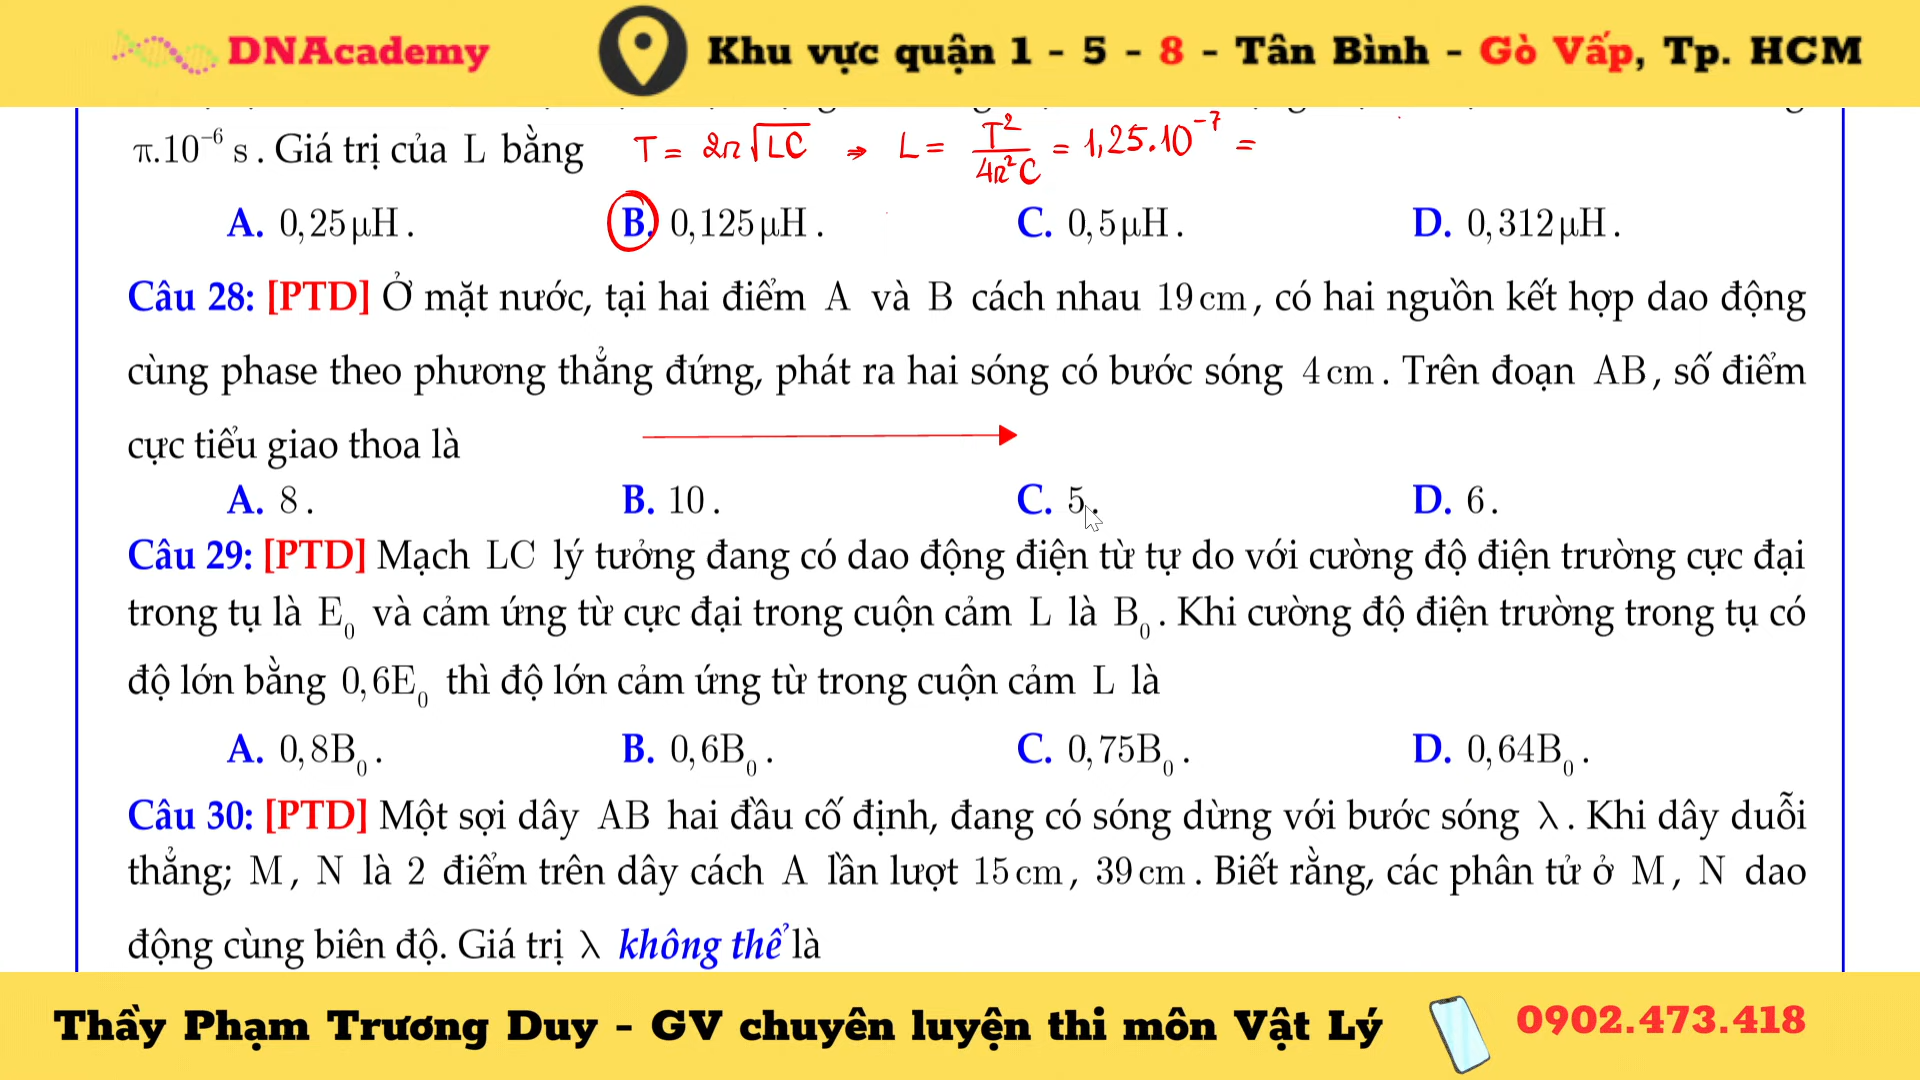 DNAcademy Khu vực quận 1 - 5 - 8 - Tân Bình - Gò Vấp, Tp. HCM
π.10⁻⁶ s. Giá trị của L bằng T = 2π√LC → L = T²/4π²C = 1,25.10⁻⁷ =
A. 0,25μH. B. 0,125μH. C. 0,5μH. D. 0,312μH.
Câu 28: [PTD] Ở mặt nước, tại hai điểm A và B cách nhau 19cm, có hai nguồn kết hợp dao động
cùng phase theo phương thẳng đứng, phát ra hai sóng có bước sóng 4cm. Trên đoạn AB, số điểm
cực tiểu giao thoa là
A. 8. B. 10. C. 5. D. 6.
Câu 29: [PTD] Mạch LC lý tưởng đang có dao động điện từ tự do với cường độ điện trường cực đại
trong tụ là E₀ và cảm ứng từ cực đại trong cuộn cảm L là B₀. Khi cường độ điện trường trong tụ có
độ lớn bằng 0,6E₀ thì độ lớn cảm ứng từ trong cuộn cảm L là
A. 0,8B₀. B. 0,6B₀. C. 0,75B₀. D. 0,64B₀.
Câu 30: [PTD] Một sợi dây AB hai đầu cố định, đang có sóng dừng với bước sóng λ. Khi dây duỗi
thẳng; M, N là 2 điểm trên dây cách A lần lượt 15cm, 39cm. Biết rằng, các phân tử ở M, N dao
động cùng biên độ. Giá trị λ không thể là
Thầy Phạm Trương Duy - GV chuyên luyện thi môn Vật Lý 0902.473.418